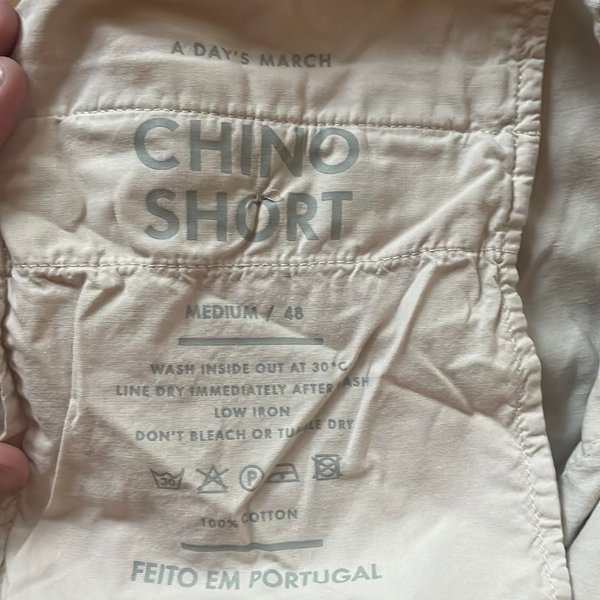 A DAY'S MARCH
CHINO
SHORT
MEDIUM / 48
WASH INSIDE OUT AT 30°C
LINE DRY IMMEDIATELY AFTER WASH
LOW IRON
DON'T BLEACH OR TUMBLE DRY
30 P
100% COTTON
FEITO EM PORTUGAL